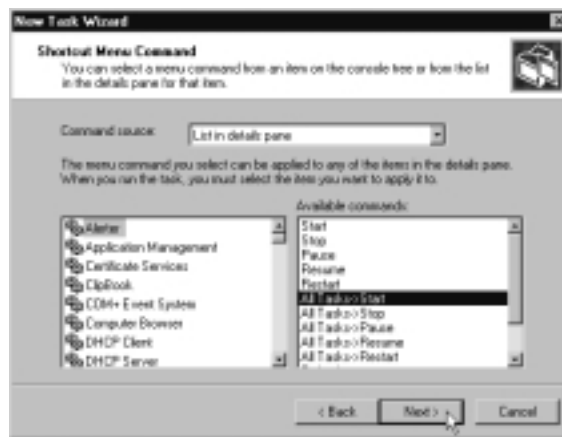 New Task Wizard
Shortcut Menu Command
You can select a menu command from an item on the console tree or from the list
in the details pane for that item.
Command source: List in details pane
The menu command you select can be applied to any of the items in the details pane.
When you run the task, you must select the item you want to apply it to.
Available commands:
Alerter
Application Management
Certificate Services
ClipBook
COM+ Event System
Computer Browser
DHCP Client
DHCP Server
Start
Stop
Pause
Resume
Restart
All Tasks->Start
All Tasks->Stop
All Tasks->Pause
All Tasks->Resume
All Tasks->Restart
< Back Next > Cancel